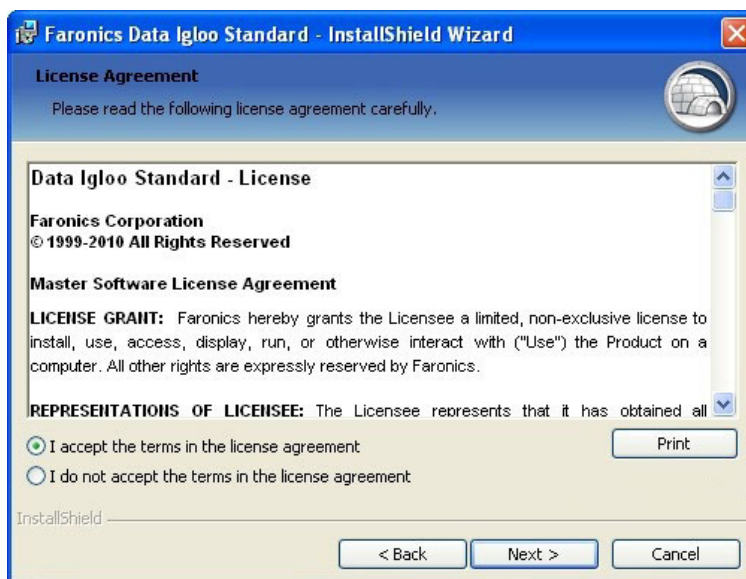 Faronics Data Igloo Standard - InstallShield Wizard
License Agreement
Please read the following license agreement carefully.
Data Igloo Standard - License
Faronics Corporation
© 1999-2010 All Rights Reserved
Master Software License Agreement
LICENSE GRANT: Faronics hereby grants the Licensee a limited, non-exclusive license to
install, use, access, display, run, or otherwise interact with ("Use") the Product on a
computer. All other rights are expressly reserved by Faronics.
REPRESENTATIONS OF LICENSEE: The Licensee represents that it has obtained all
I accept the terms in the license agreement
Print
I do not accept the terms in the license agreement
InstallShield
< Back
Next >
Cancel